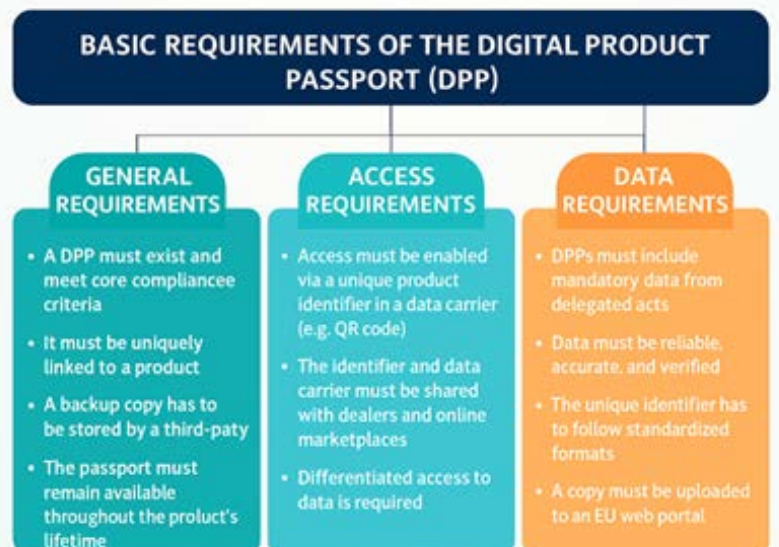 BASIC REQUIREMENTS OF THE DIGITAL PRODUCT
PASSPORT (DPP)
GENERAL
REQUIREMENTS
• A DPP must exist and
meet core compliancee
criteria
• It must be uniquely
linked to a product
• A backup copy has to
be stored by a third-paty
• The passport must
remain available
throughout the proluct's
lifetime
ACCESS
REQUIREMENTS
• Access must be enabled
via a unique product
identifier in a data carrier
(e.g. QR code)
• The identifier and data
carrier must be shared
with dealers and online
marketplaces
• Differentiated access to
data is required
DATA
REQUIREMENTS
• DPPs must include
mandatory data from
delegated acts
• Data must be reliable,
accurate, and verified
• The unique identifier has
to follow standardized
formats
• A copy must be uploaded
to an EU web portal